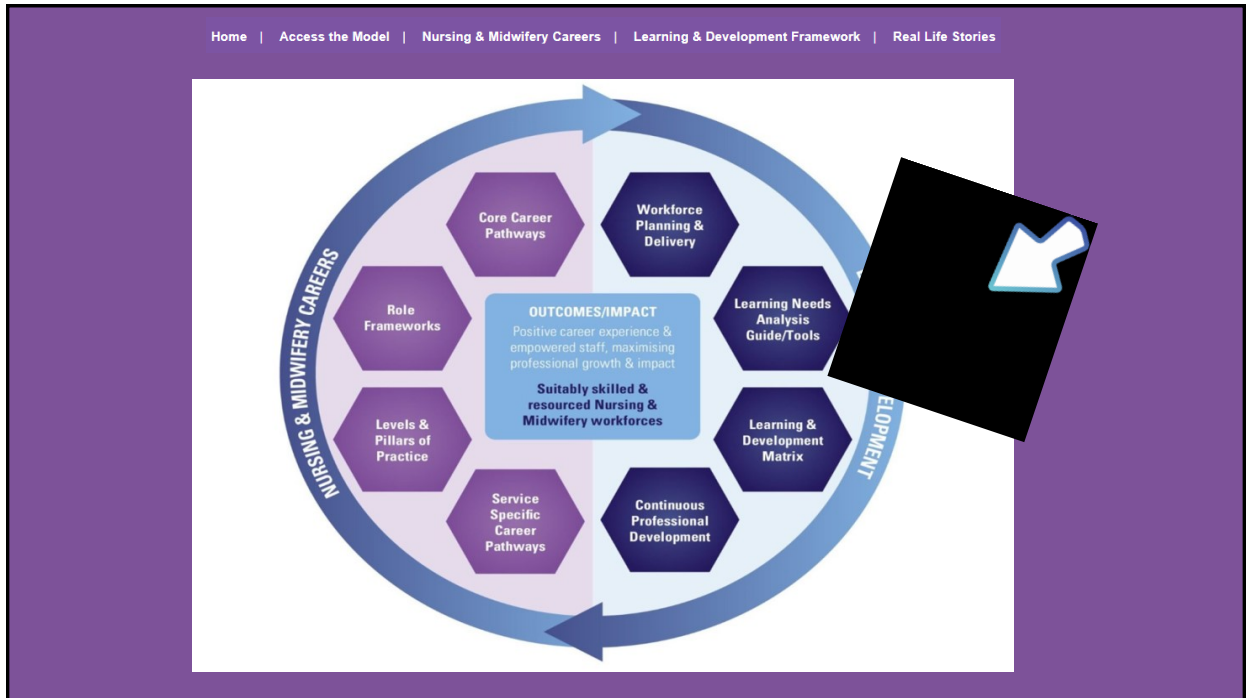 Home | Access the Model | Nursing & Midwifery Careers | Learning & Development Framework | Real Life Stories
NURSING & MIDWIFERY CAREERS
Core Career
Pathways
Role
Frameworks
Levels &
Pillars of
Practice
Service
Specific
Career
Pathways
OUTCOMES/IMPACT
Positive career experience &
empowered staff, maximising
professional growth & impact
Suitably skilled &
resourced Nursing &
Midwifery workforces
Workforce
Planning &
Delivery
Learning Needs
Analysis
Guide/Tools
Learning &
Development
Matrix
Continuous
Professional
Development
ELOPMENT